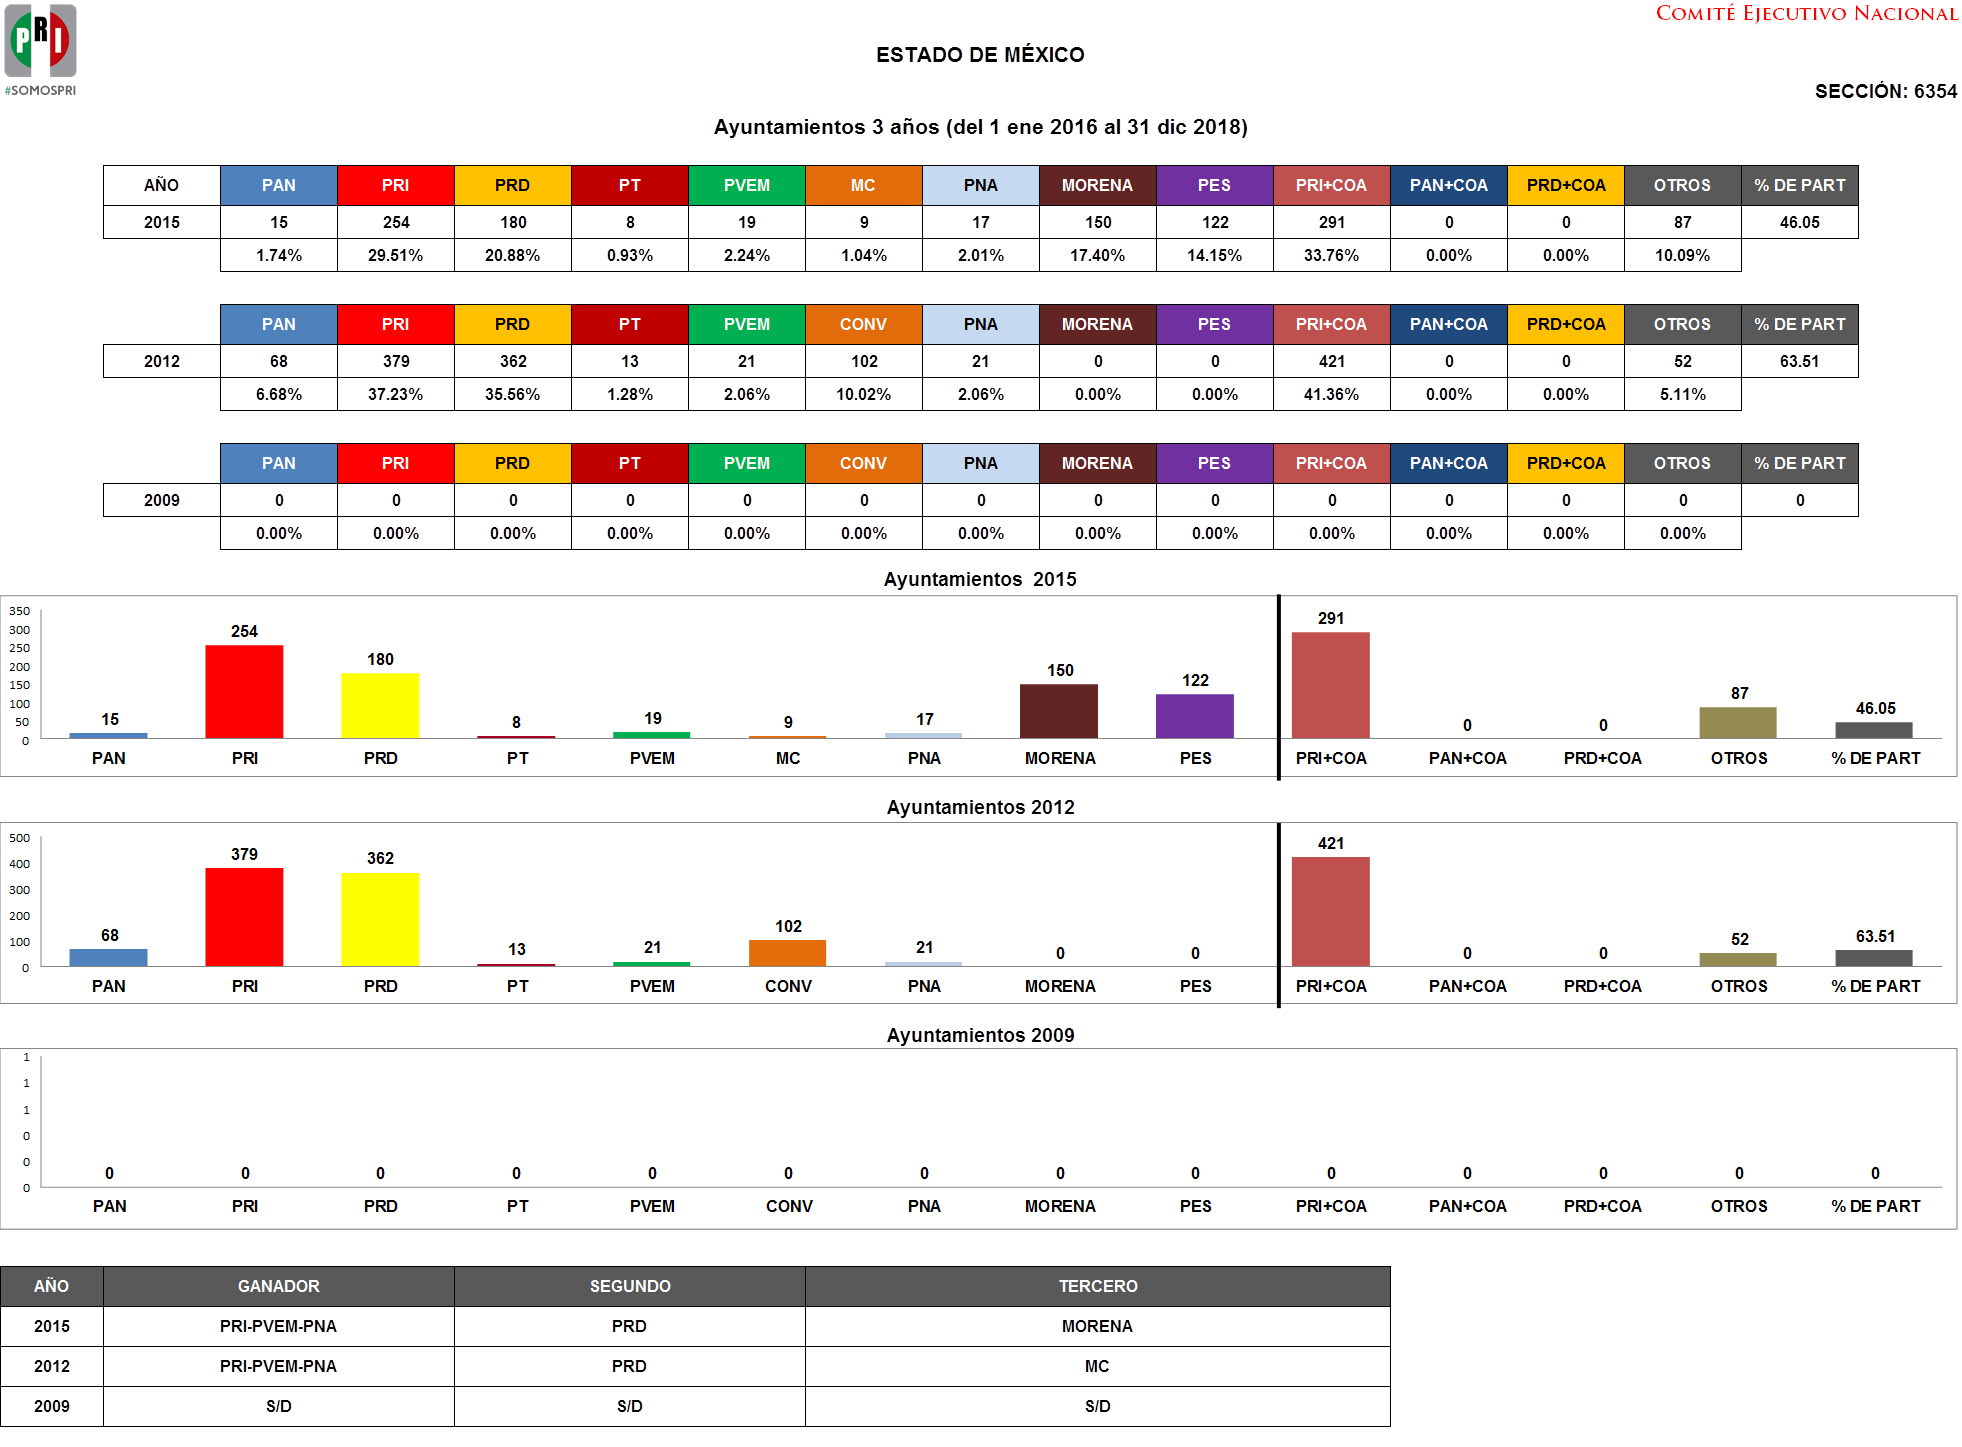 PRI
#SOMOSPRI
COMITÉ EJECUTIVO NACIONAL
ESTADO DE MÉXICO
SECCIÓN: 6354
Ayuntamientos 3 años (del 1 ene 2016 al 31 dic 2018)
AÑO PAN PRI PRD PT PVEM MC PNA MORENA PES PRI+COA PAN+COA PRD+COA OTROS % DE PART
2015 15 254 180 8 19 9 17 150 122 291 0 0 87 46.05
1.74% 29.51% 20.88% 0.93% 2.24% 1.04% 2.01% 17.40% 14.15% 33.76% 0.00% 0.00% 10.09%
PAN PRI PRD PT PVEM CONV PNA MORENA PES PRI+COA PAN+COA PRD+COA OTROS % DE PART
2012 68 379 362 13 21 102 21 0 0 421 0 0 52 63.51
6.68% 37.23% 35.56% 1.28% 2.06% 10.02% 2.06% 0.00% 0.00% 41.36% 0.00% 0.00% 5.11%
PAN PRI PRD PT PVEM CONV PNA MORENA PES PRI+COA PAN+COA PRD+COA OTROS % DE PART
2009 0 0 0 0 0 0 0 0 0 0 0 0 0 0
0.00% 0.00% 0.00% 0.00% 0.00% 0.00% 0.00% 0.00% 0.00% 0.00% 0.00% 0.00% 0.00%
Ayuntamientos 2015
350
300
250
200
150
100
50
0
15 254 180 8 19 9 17 150 122 291 0 0 87 46.05
PAN PRI PRD PT PVEM MC PNA MORENA PES PRI+COA PAN+COA PRD+COA OTROS % DE PART
Ayuntamientos 2012
500
400
300
200
100
0
68 379 362 13 21 102 21 0 0 421 0 0 52 63.51
PAN PRI PRD PT PVEM CONV PNA MORENA PES PRI+COA PAN+COA PRD+COA OTROS % DE PART
Ayuntamientos 2009
1
1
1
0
0
0
0 0 0 0 0 0 0 0 0 0 0 0 0 0
PAN PRI PRD PT PVEM CONV PNA MORENA PES PRI+COA PAN+COA PRD+COA OTROS % DE PART
AÑO GANADOR SEGUNDO TERCERO
2015 PRI-PVEM-PNA PRD MORENA
2012 PRI-PVEM-PNA PRD MC
2009 S/D S/D S/D